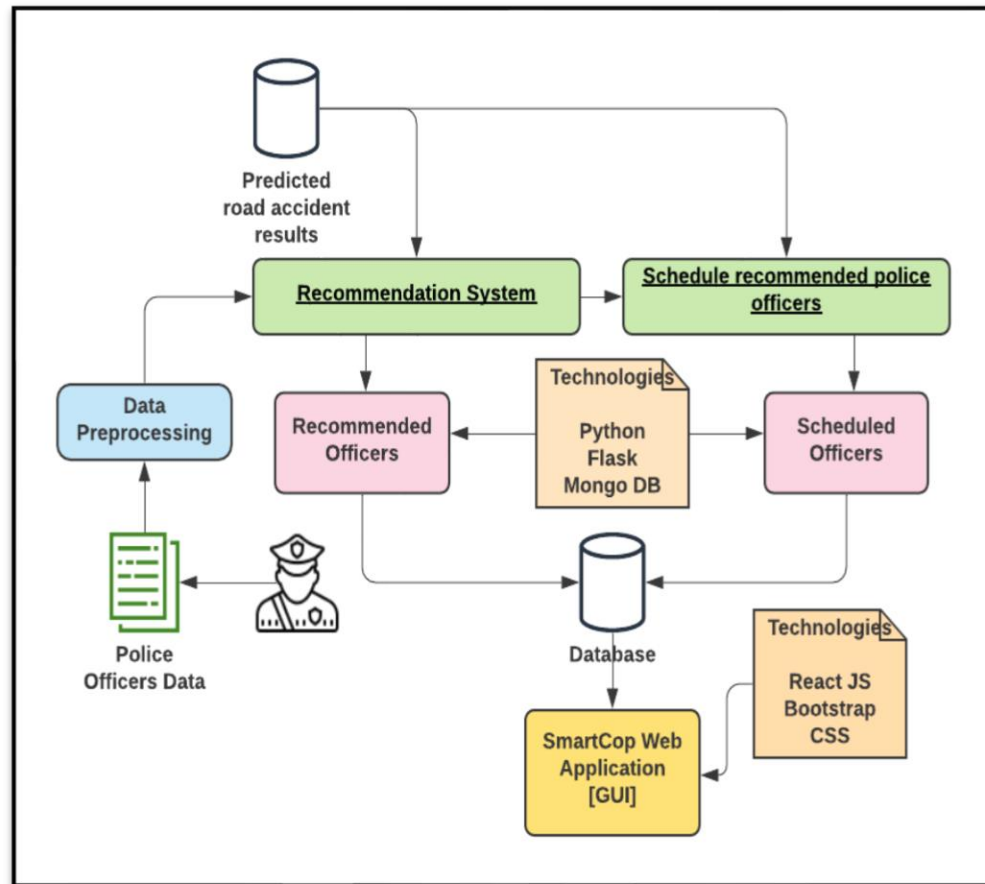 Predicted
road accident
results
Recommendation System
Schedule recommended police
officers
Data
Preprocessing
Recommended
Officers
Technologies
Python
Flask
Mongo DB
Scheduled
Officers
Police
Officers Data
Database
Technologies
React JS
Bootstrap
CSS
SmartCop Web
Application
[GUI]